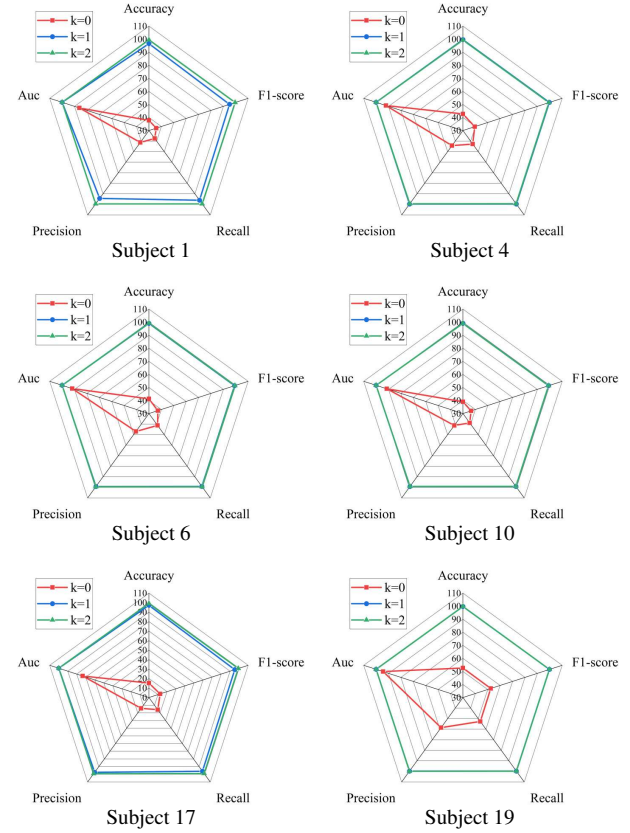 Accuracy
k=0
k=1
k=2
110
100
90
80
70
60
50
40
30
Auc
F1-score
Precision
Recall
Subject 1
Accuracy
k=0
k=1
k=2
110
100
90
80
70
60
50
40
30
Auc
F1-score
Precision
Recall
Subject 4
Accuracy
k=0
k=1
k=2
110
100
90
80
70
60
50
40
30
Auc
F1-score
Precision
Recall
Subject 6
Accuracy
k=0
k=1
k=2
110
100
90
80
70
60
50
40
30
Auc
F1-score
Precision
Recall
Subject 10
Accuracy
k=0
k=1
k=2
110
100
90
80
70
60
50
40
30
20
10
0
Auc
F1-score
Precision
Recall
Subject 17
Accuracy
k=0
k=1
k=2
110
100
90
80
70
60
50
40
30
Auc
F1-score
Precision
Recall
Subject 19